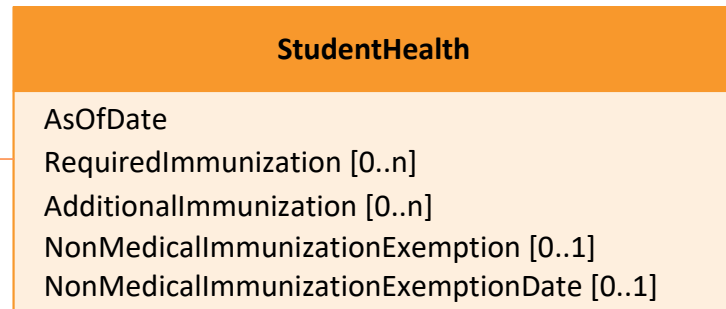 StudentHealth
AsOfDate
RequiredImmunization [0..n]
AdditionalImmunization [0..n]
NonMedicalImmunizationExemption [0..1]
NonMedicalImmunizationExemptionDate [0..1]